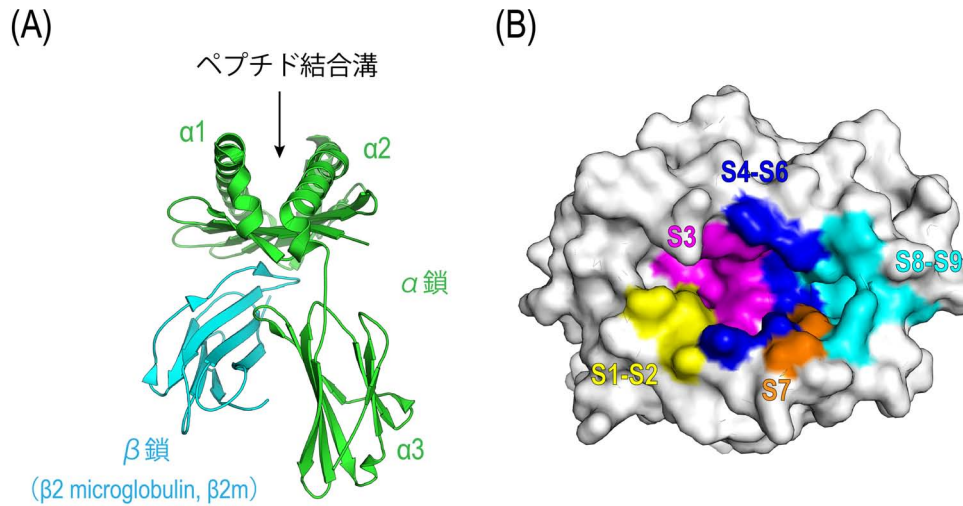 (A)
ペプチド結合溝
α1
α2
α鎖
β鎖
(β2 microglobulin, β2m)
α3
(B)
S4-S6
S3
S8-S9
S1-S2
S7